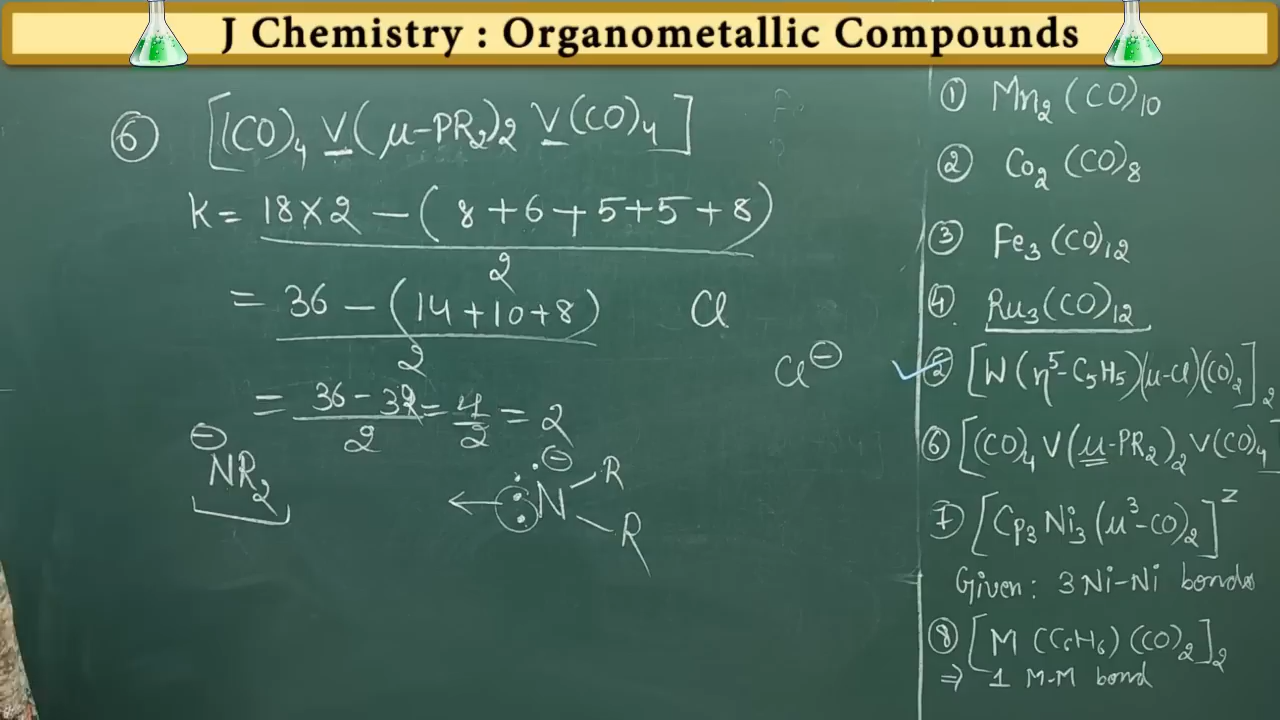 J Chemistry : Organometallic Compounds
⑥ [(CO)₄ V(μ-PR₂)₂ V(CO)₄]
K = 18×2 - (8+6+5+5+8)
2
= 36 - (14+10+8)
2
= 36-32 = 4 = 2
2 2
Cl
Cl⊖
⊖
NR₂
⊖
N
R
R
① Mn₂ (CO)₁₀
② Co₂ (CO)₈
③ Fe₃ (CO)₁₂
④ Ru₃(CO)₁₂
⑤ [W(η⁵-C₅H₅)(μ-Cl)(CO)₂]₂
⑥ [(CO)₄ V(μ-PR₂)₂ V(CO)₄
⑦ [Cp₃ Ni₃ (μ³-CO)₂]ᶻ
Given: 3 Ni-Ni bonds
⑧ [M (C₆H₆) (CO)₂]₂
⇒ 1 M-M bond